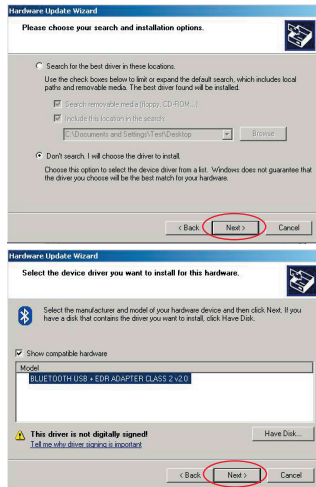 Hardware Update Wizard
Please choose your search and installation options.
Search for the best driver in these locations.
Use the check boxes below to limit or expand the default search, which includes local
paths and removable media. The best driver found will be installed.
Search removable media (floppy, CD-ROM...)
Include this location in the search:
C:\Documents and Settings\Test\Desktop
Browse
Don't search. I will choose the driver to install.
Choose this option to select the device driver from a list. Windows does not guarantee that
the driver you choose will be the best match for your hardware.
< Back
Next >
Cancel
Hardware Update Wizard
Select the device driver you want to install for this hardware.
Select the manufacturer and model of your hardware device and then click Next. If you
have a disk that contains the driver you want to install, click Have Disk.
Show compatible hardware
Model
BLUETOOTH USB + EDR ADAPTER CLASS 2 v2.0
This driver is not digitally signed!
Have Disk...
Tell me why driver signing is important
< Back
Next >
Cancel